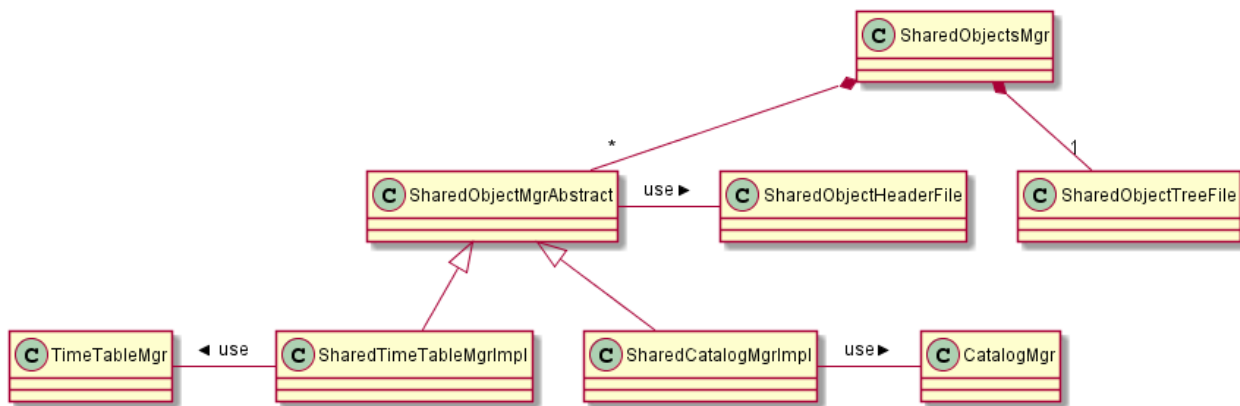 C SharedObjectsMgr
*
1
C SharedObjectMgrAbstract
use ►
C SharedObjectHeaderFile
C SharedObjectTreeFile
C TimeTableMgr
◄ use
C SharedTimeTableMgrImpl
C SharedCatalogMgrImpl
use►
C CatalogMgr